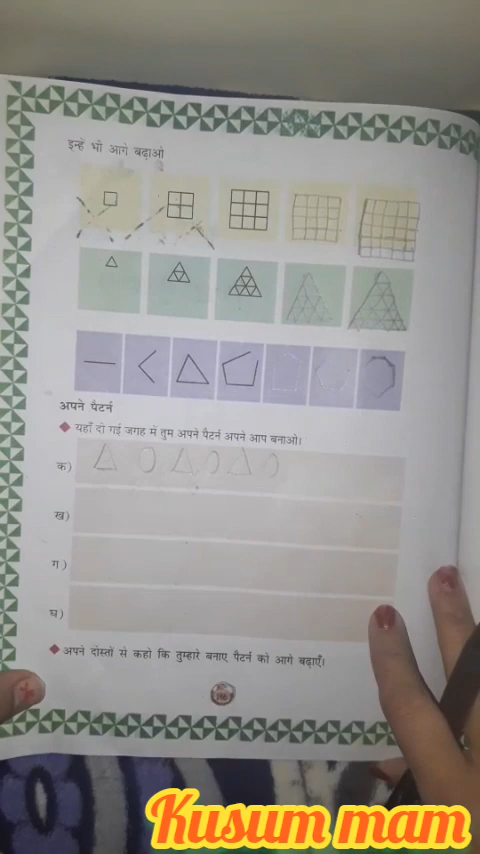 इन्हें भी आगे बढ़ाओ
अपने पैटर्न
यहाँ दी गई जगह में तुम अपने पैटर्न अपने आप बनाओ।
क)
ख)
ग)
घ)
अपने दोस्तों से कहो कि तुम्हारे बनाए पैटर्न को आगे बढ़ाएँ।
Kusum mam